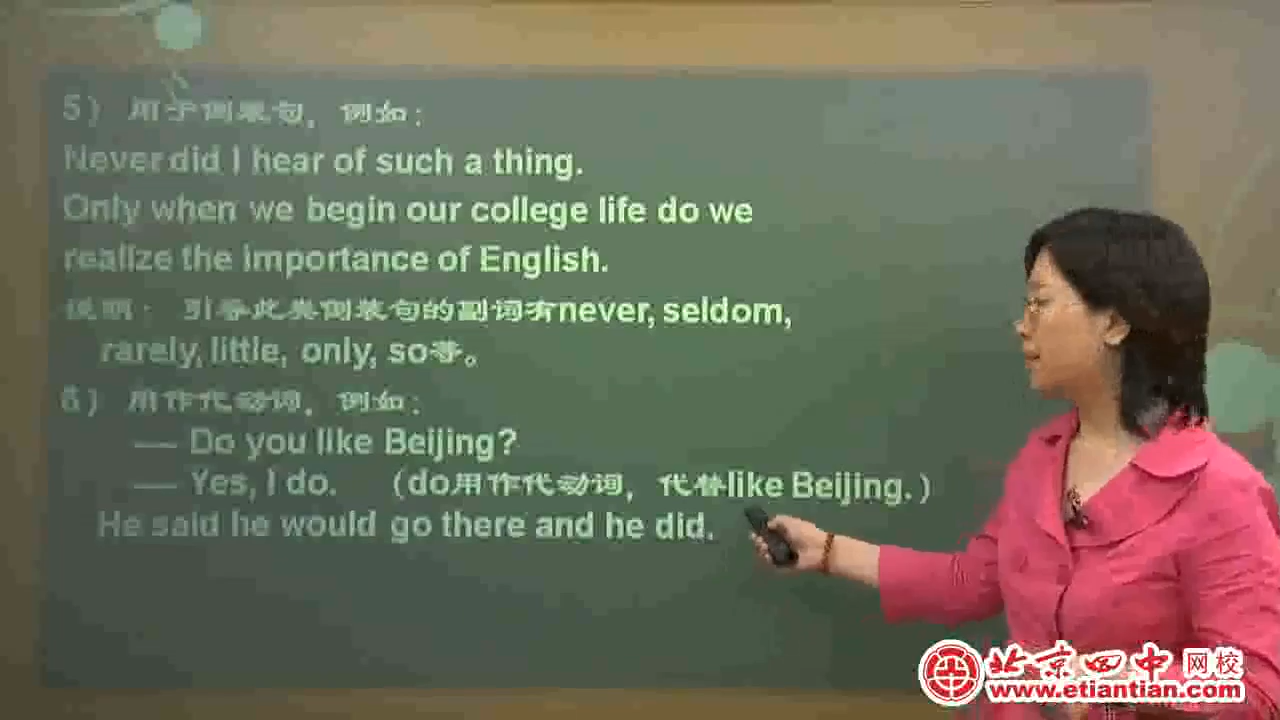 5） 用于倒装句，例如：
Never did I hear of such a thing.
Only when we begin our college life do we
realize the importance of English.
说明： 引导此类倒装句的副词有never, seldom,
rarely, little, only, so等。
6） 用作代动词，例如：
— Do you like Beijing?
— Yes, I do. （do用作代动词，代替like Beijing.）
He said he would go there and he did.
北京四中网校
www.etiantian.com